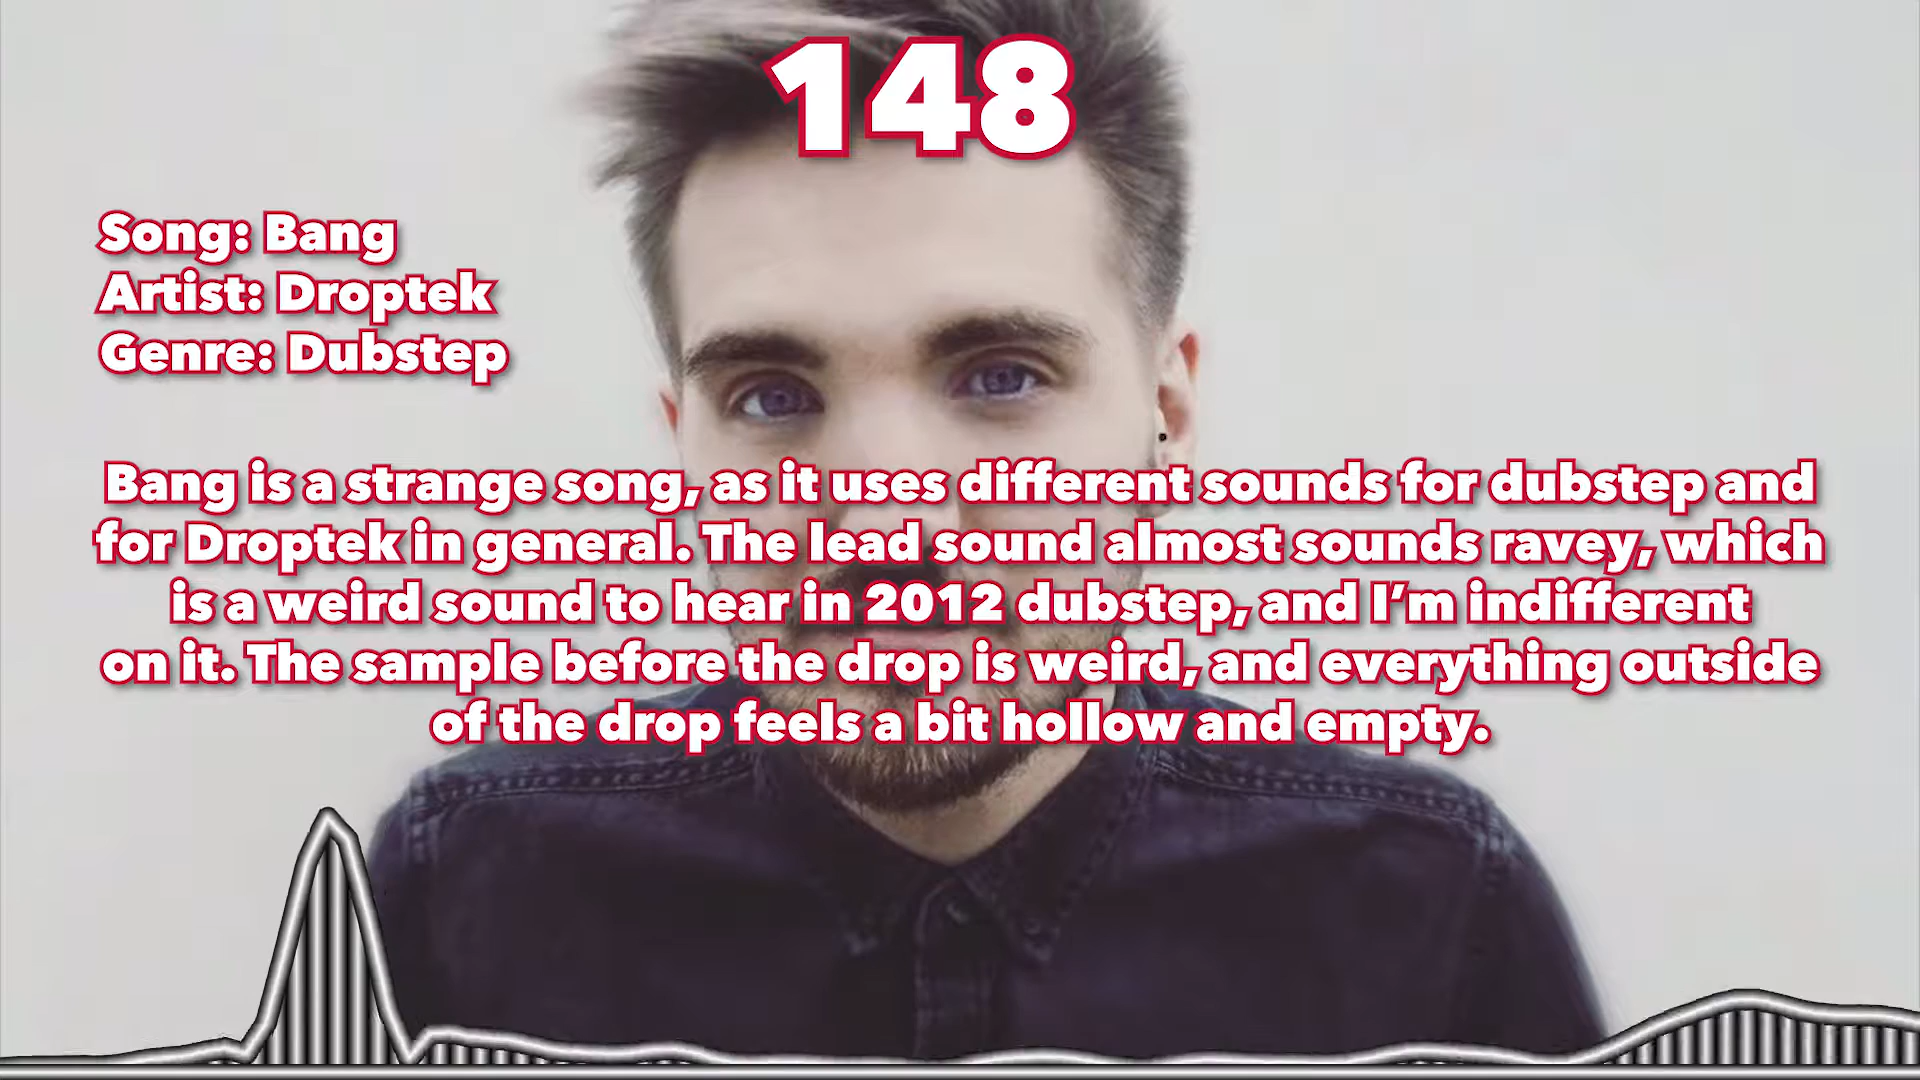 148
Song: Bang
Artist: Droptek
Genre: Dubstep
Bang is a strange song, as it uses different sounds for dubstep and
for Droptek in general. The lead sound almost sounds ravey, which
is a weird sound to hear in 2012 dubstep, and I’m indifferent
on it. The sample before the drop is weird, and everything outside
of the drop feels a bit hollow and empty.